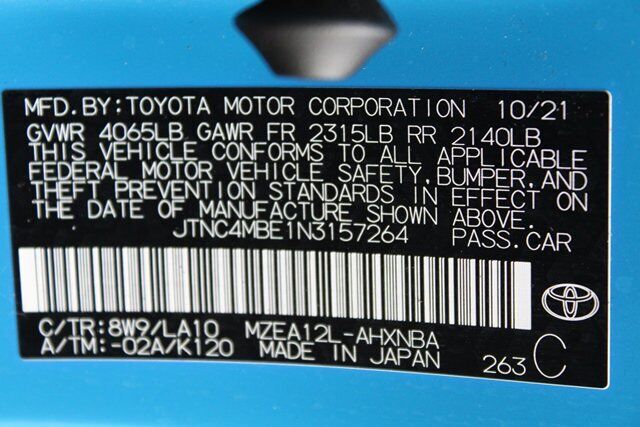 MFD.BY:TOYOTA MOTOR CORPORATION 10/21
GVWR 4065LB GAWR FR 2315LB RR 2140LB
THIS VEHICLE CONFORMS TO ALL APPLICABLE
FEDERAL MOTOR VEHICLE SAFETY,BUMPER,AND
THEFT PREVENTION STANDARDS IN EFFECT ON
THE DATE OF MANUFACTURE SHOWN ABOVE.
JTNC4MBE1N3157264 PASS.CAR
C/TR:8W9/LA10 MZEA12L-AHXNBA
A/TM:-02A/K120 MADE IN JAPAN 263 C